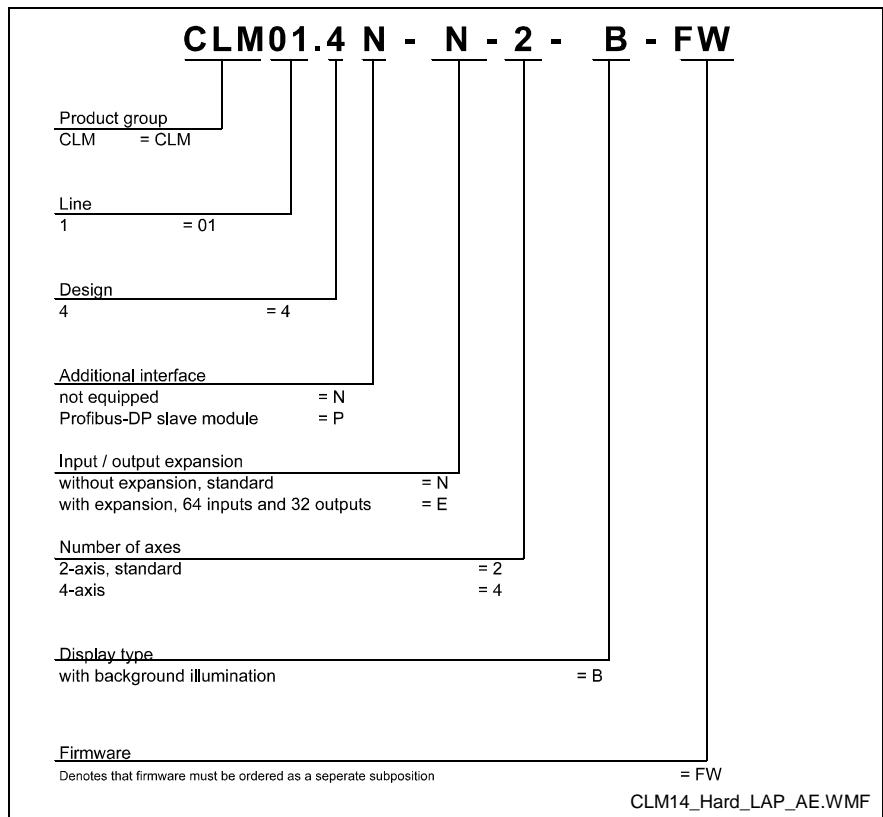 CLM01.4 N - N - 2 - B - FW
Product group
CLM = CLM
Line
1 = 01
Design
4 = 4
Additional interface
not equipped = N
Profibus-DP slave module = P
Input / output expansion
without expansion, standard = N
with expansion, 64 inputs and 32 outputs = E
Number of axes
2-axis, standard = 2
4-axis = 4
Display type
with background illumination = B
Firmware
Denotes that firmware must be ordered as a seperate subposition = FW
CLM14_Hard_LAP_AE.WMF